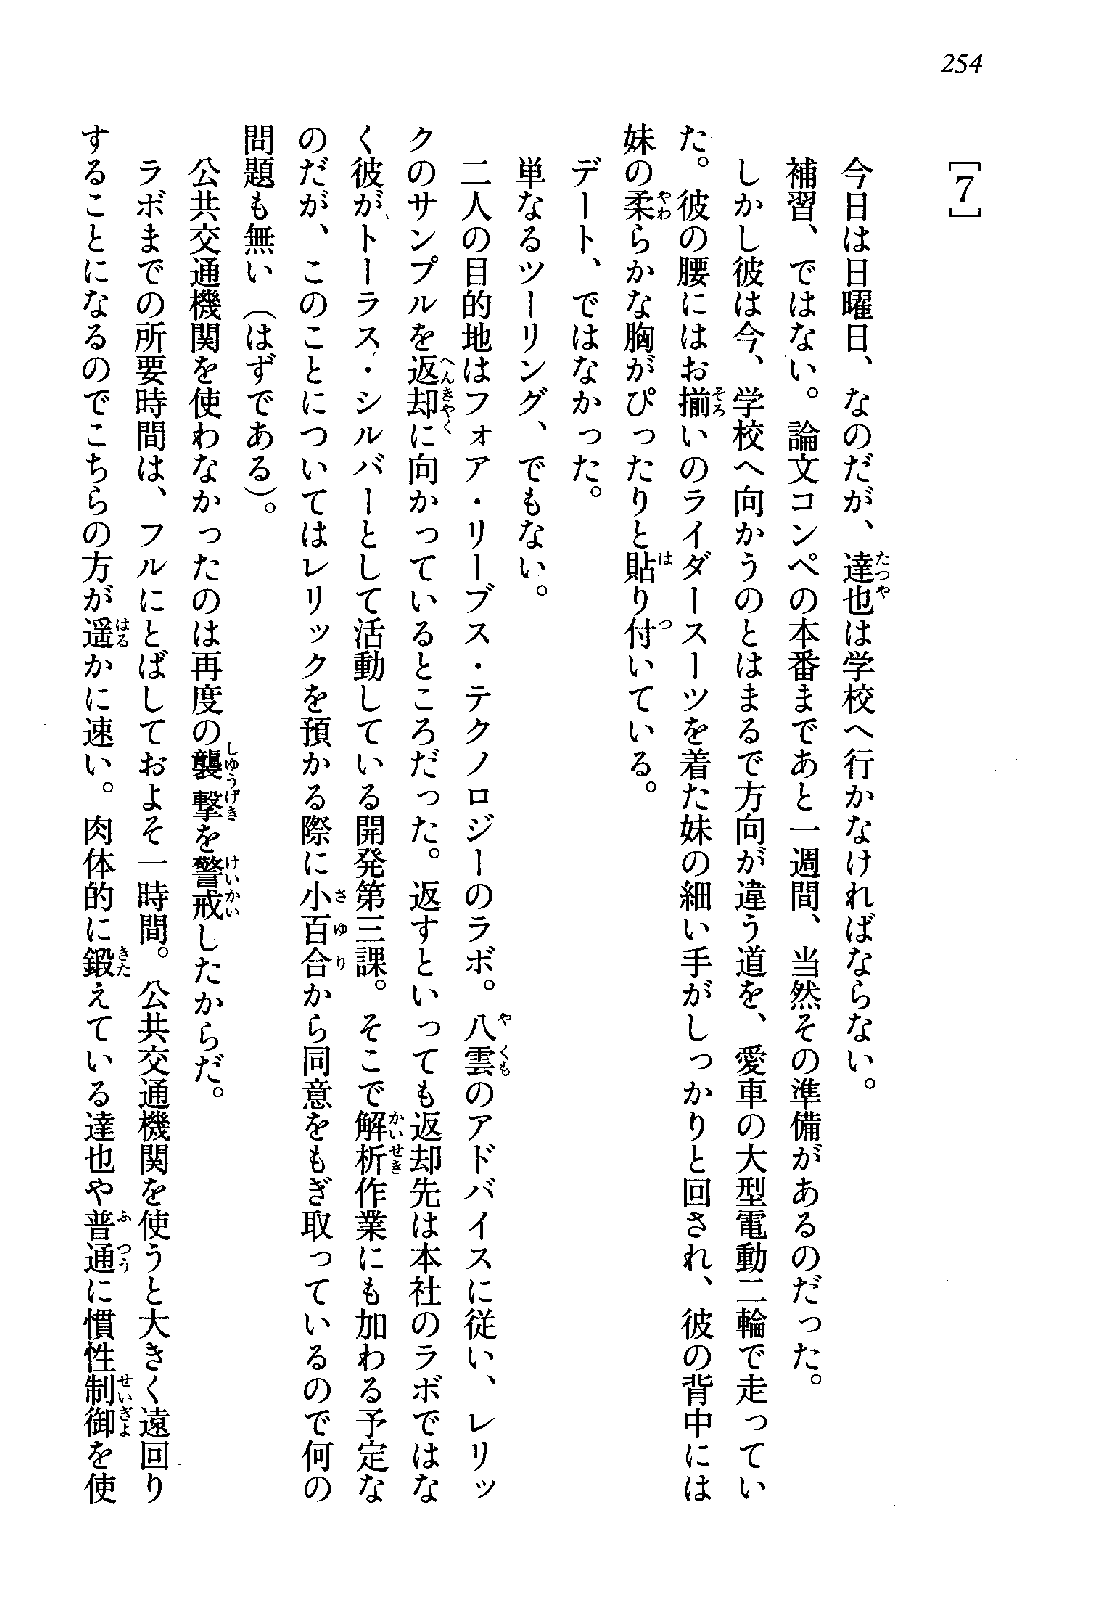 254
[7]
今日は日曜日、なのだが、達也は学校へ行かなければならない。
補習、ではない。論文コンペの本番まであと一週間、当然その準備があるのだった。
しかし彼は今、学校へ向かうのとはまるで方向が違う道を、愛車の大型電動二輪で走ってい
た。彼の腰にはお揃いのライダースーツを着た妹の細い手がしっかりと回され、彼の背中には
妹の柔らかな胸がぴったりと貼り付いている。
デート、ではなかった。
単なるツーリング、でもない。
二人の目的地はフォア・リーブス・テクノロジーのラボ。八雲のアドバイスに従い、レリッ
クのサンプルを返却に向かっているところだった。返すといっても返却先は本社のラボではな
く彼がトーラス・シルバーとして活動している開発第三課。そこで解析作業にも加わる予定な
のだが、このことについてはレリックを預かる際に小百合から同意をもぎ取っているので何の
問題も無い（はずである）。
公共交通機関を使わなかったのは再度の襲撃を警戒したからだ。
ラボまでの所要時間は、フルにとばしておよそ一時間。公共交通機関を使うと大きく遠回り
することになるのでこちらの方が遥かに速い。肉体的に鍛えている達也や普通に慣性制御を使